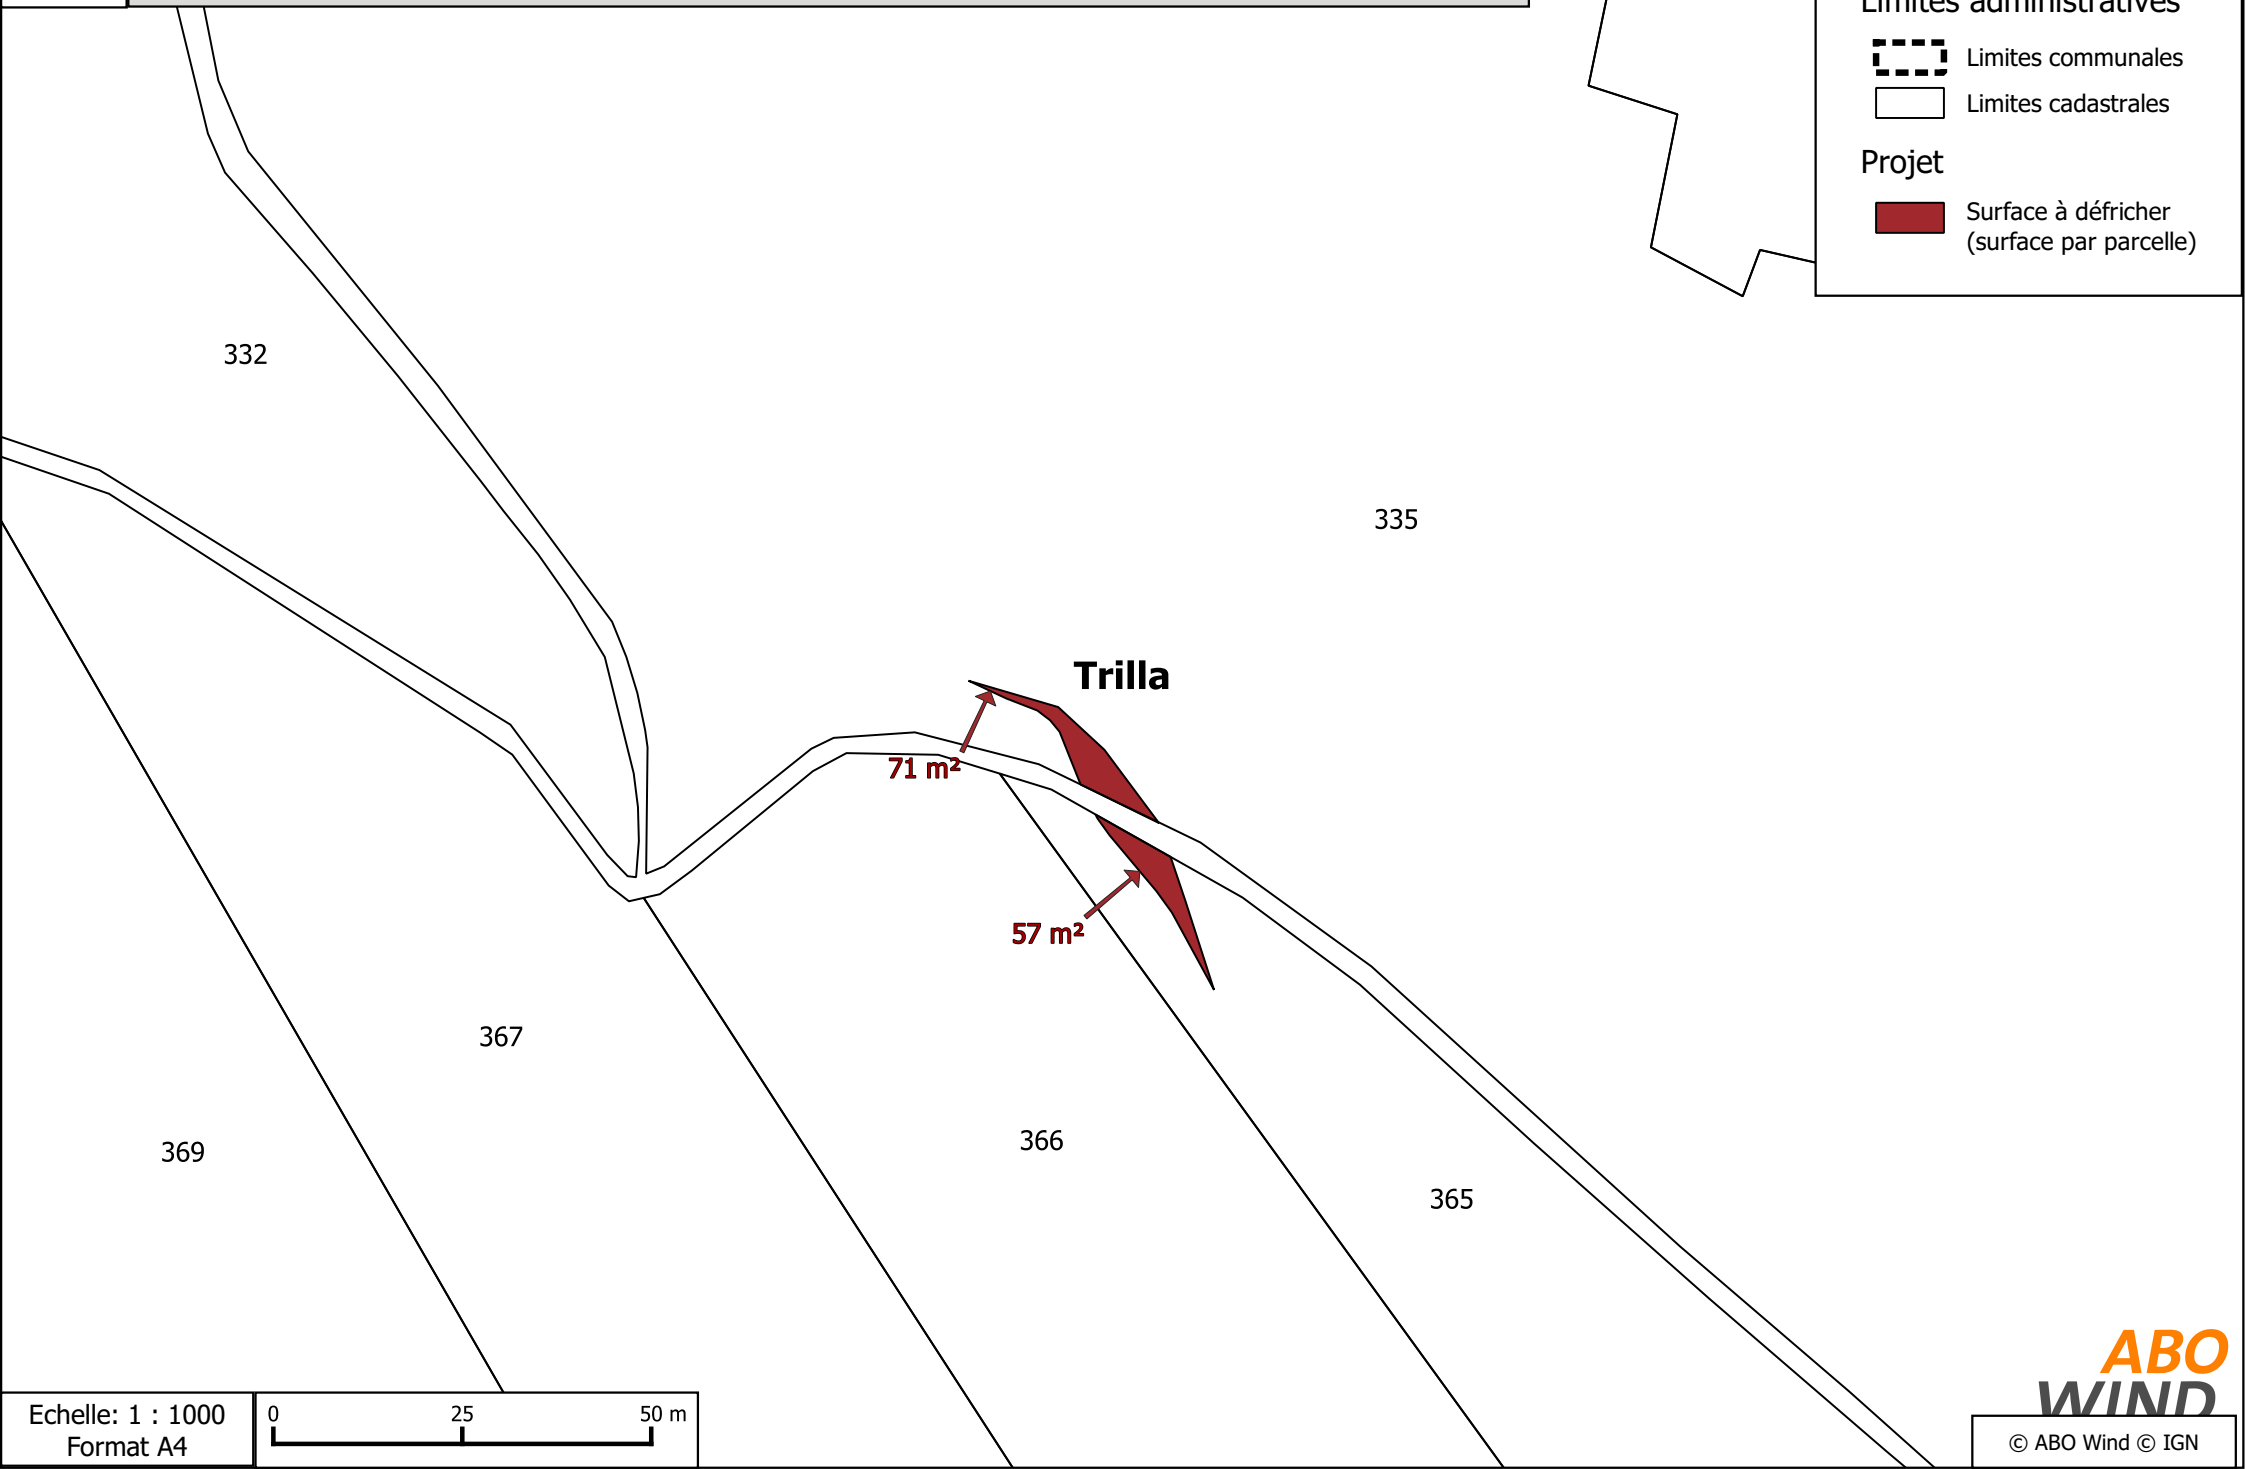 Limites administratives
Limites communales
Limites cadastrales
Projet
Surface à défricher
(surface par parcelle)
332
335
Trilla
71 m²
57 m²
367
366
369
365
Echelle: 1 : 1000
Format A4
0 25 50 m
ABO
WIND
© ABO Wind © IGN